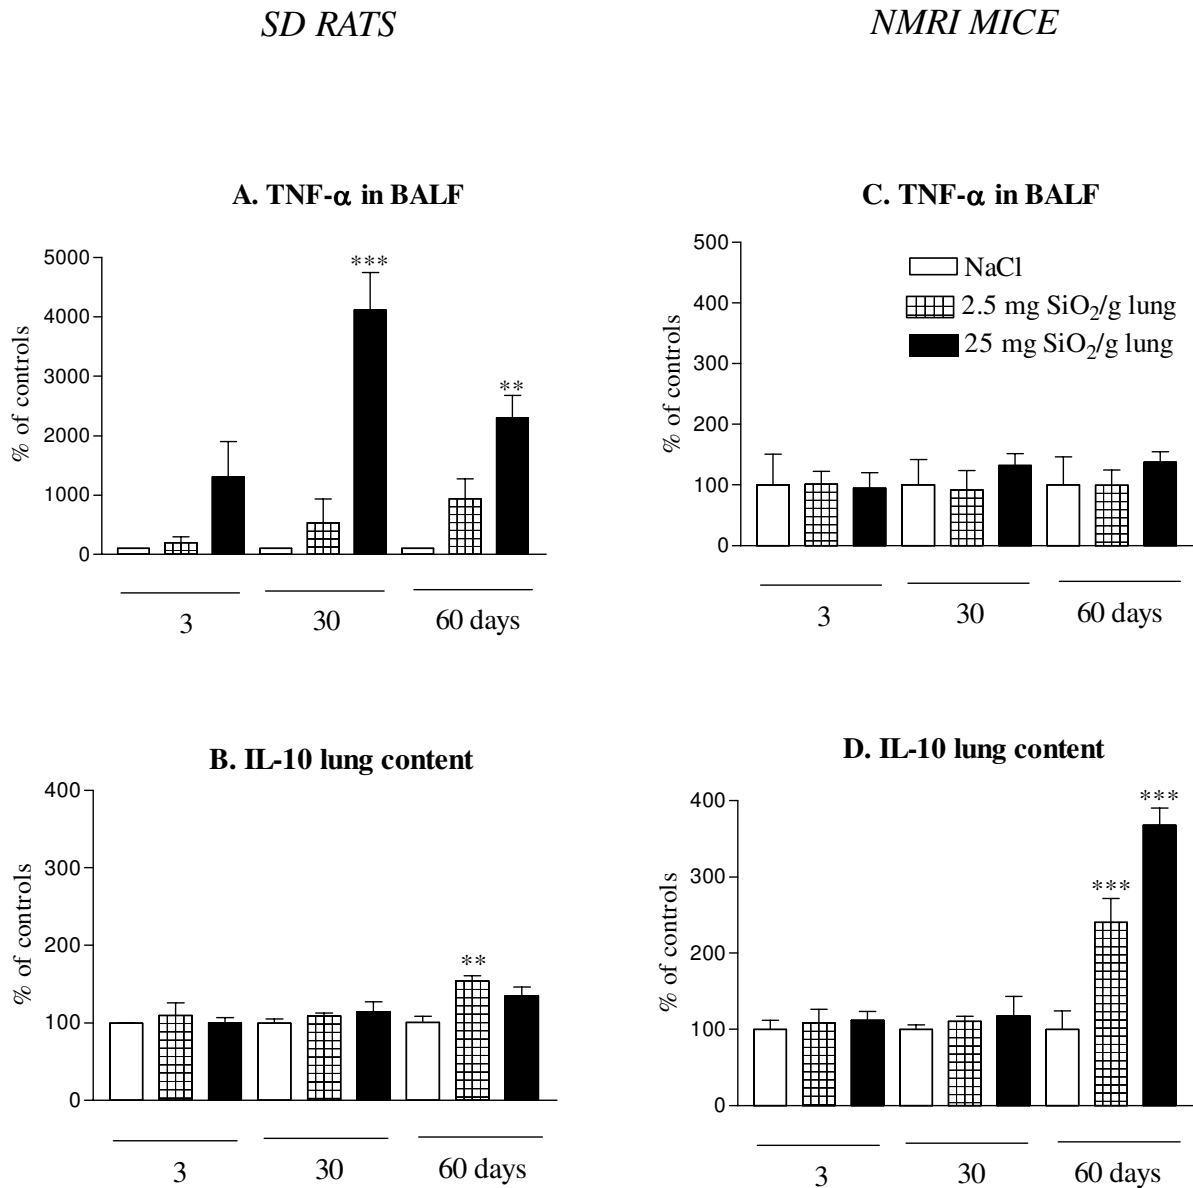 SD RATS
NMRI MICE
A. TNF-α in BALF
% of controls
5000
4000
3000
2000
1000
0
***
**
3
30
60 days
C. TNF-α in BALF
% of controls
500
400
300
200
100
0
NaCl
2.5 mg SiO₂/g lung
25 mg SiO₂/g lung
3
30
60 days
B. IL-10 lung content
% of controls
400
300
200
100
0
**
3
30
60 days
D. IL-10 lung content
% of controls
400
300
200
100
0
***
***
3
30
60 days